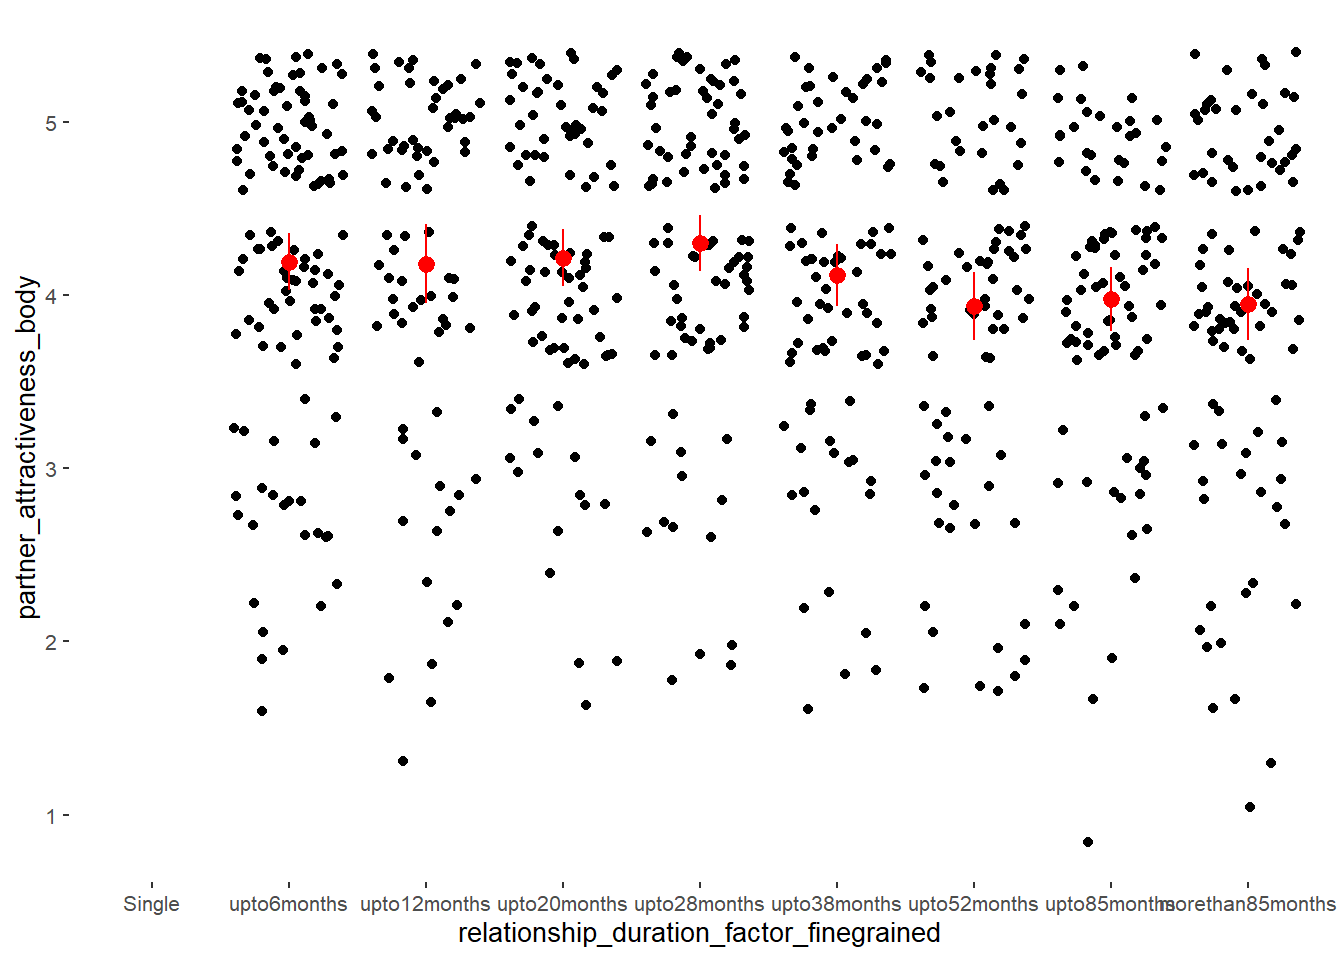 partner_attractiveness_body
5
4
3
2
1
Single upto6months upto12months upto20months upto28months upto38months upto52months upto85months morethan85months
relationship_duration_factor_finegrained